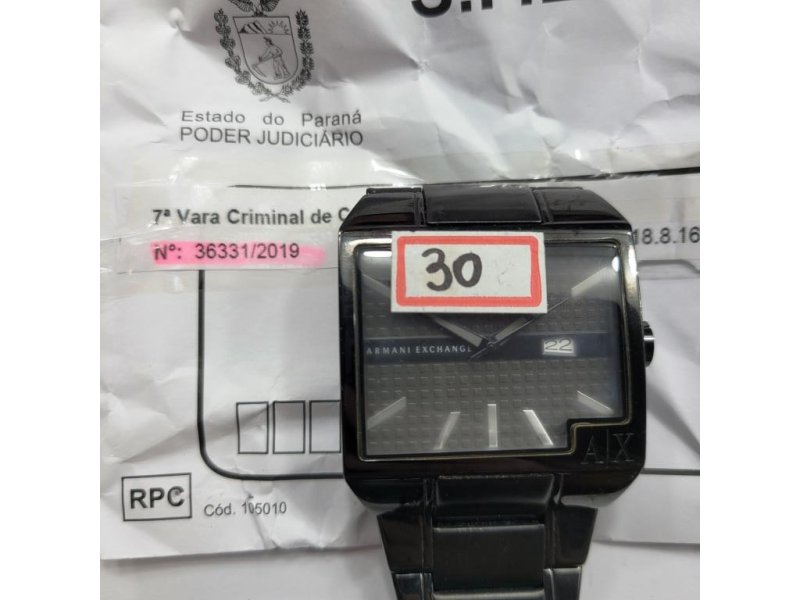 Estado do Paraná
PODER JUDICIÁRIO
7ª Vara Criminal de
Nº: 36331/2019
18.8.16
30
ARMANI EXCHANGE
22
A|X
RPC
Cód. 105010